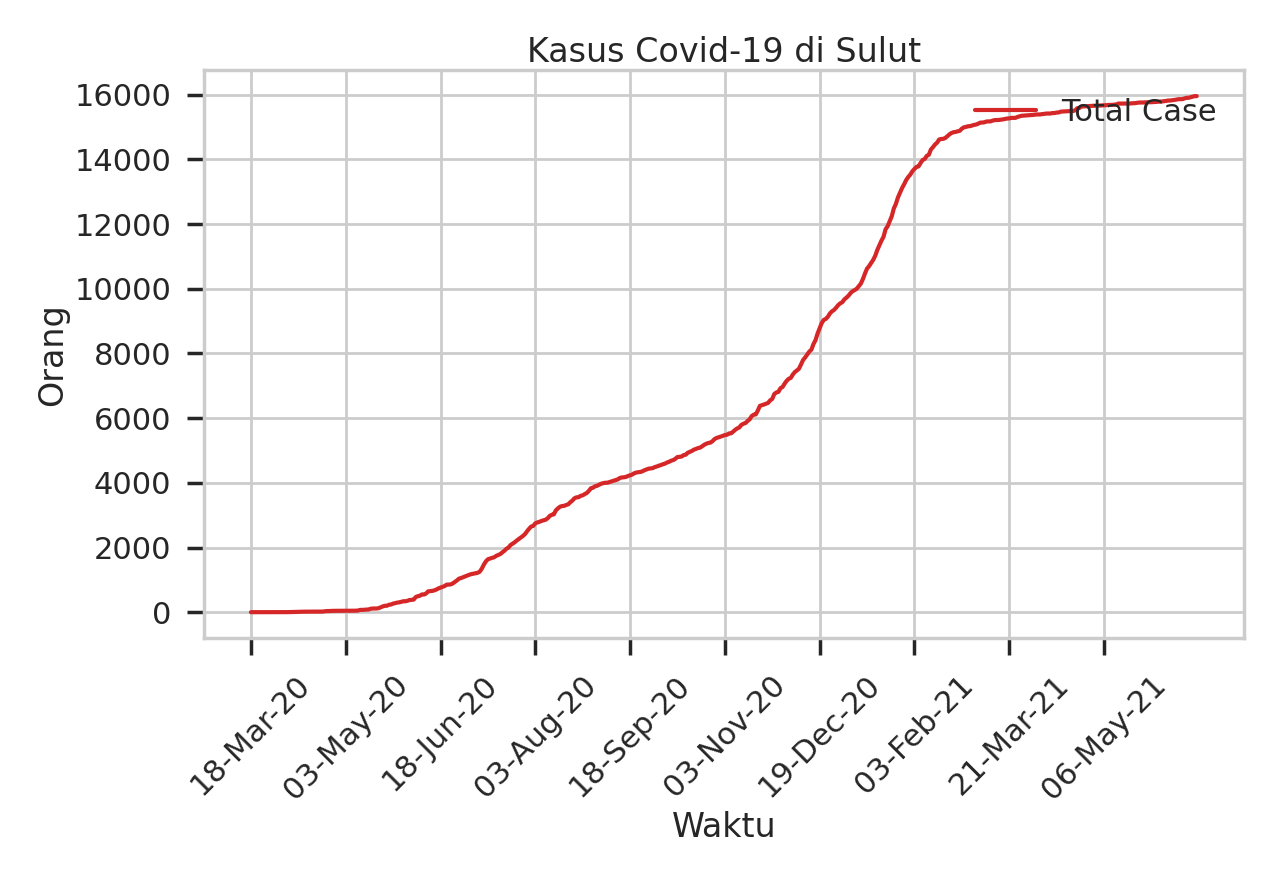 Kasus Covid-19 di Sulut
16000
14000
12000
10000
8000
6000
4000
2000
0
Orang
Total Case
18-Mar-20
03-May-20
18-Jun-20
03-Aug-20
18-Sep-20
03-Nov-20
19-Dec-20
03-Feb-21
21-Mar-21
06-May-21
Waktu